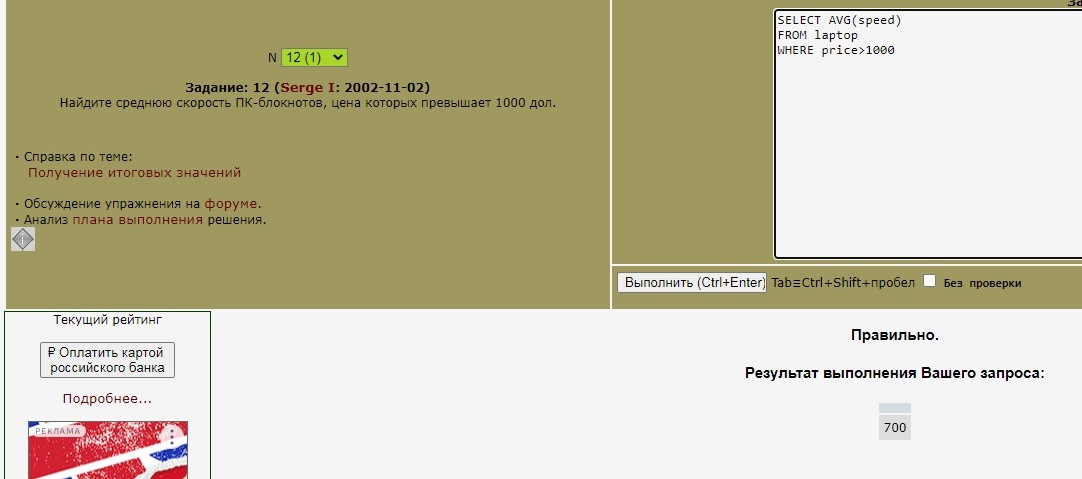 N 12 (1)
Задание: 12 (Serge I: 2002-11-02)
Найдите среднюю скорость ПК-блокнотов, цена которых превышает 1000 дол.
· Справка по теме:
Получение итоговых значений
· Обсуждение упражнения на форуме.
· Анализ плана выполнения решения.
i
За
SELECT AVG(speed)
FROM laptop
WHERE price>1000
Выполнить (Ctrl+Enter) Tab≡Ctrl+Shift+пробел Без проверки
Текущий рейтинг
₽ Оплатить картой
российского банка
Подробнее...
РЕКЛАМА
Правильно.
Результат выполнения Вашего запроса:
700